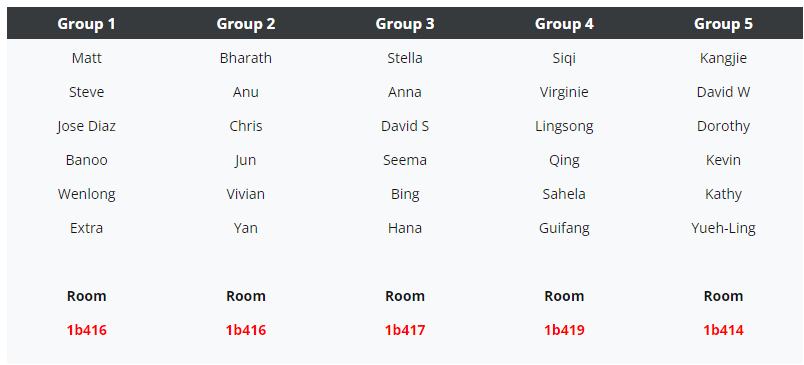 Group 1 Group 2 Group 3 Group 4 Group 5
Matt Bharath Stella Siqi Kangjie
Steve Anu Anna Virginie David W
Jose Diaz Chris David S Lingsong Dorothy
Banoo Jun Seema Qing Kevin
Wenlong Vivian Bing Sahela Kathy
Extra Yan Hana Guifang Yueh-Ling
Room Room Room Room Room
1b416 1b416 1b417 1b419 1b414